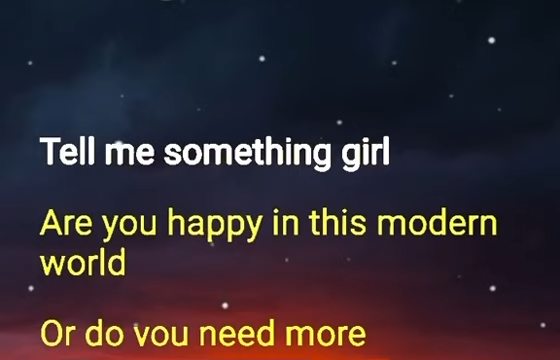 Tell me something girl
Are you happy in this modern
world
Or do you need more